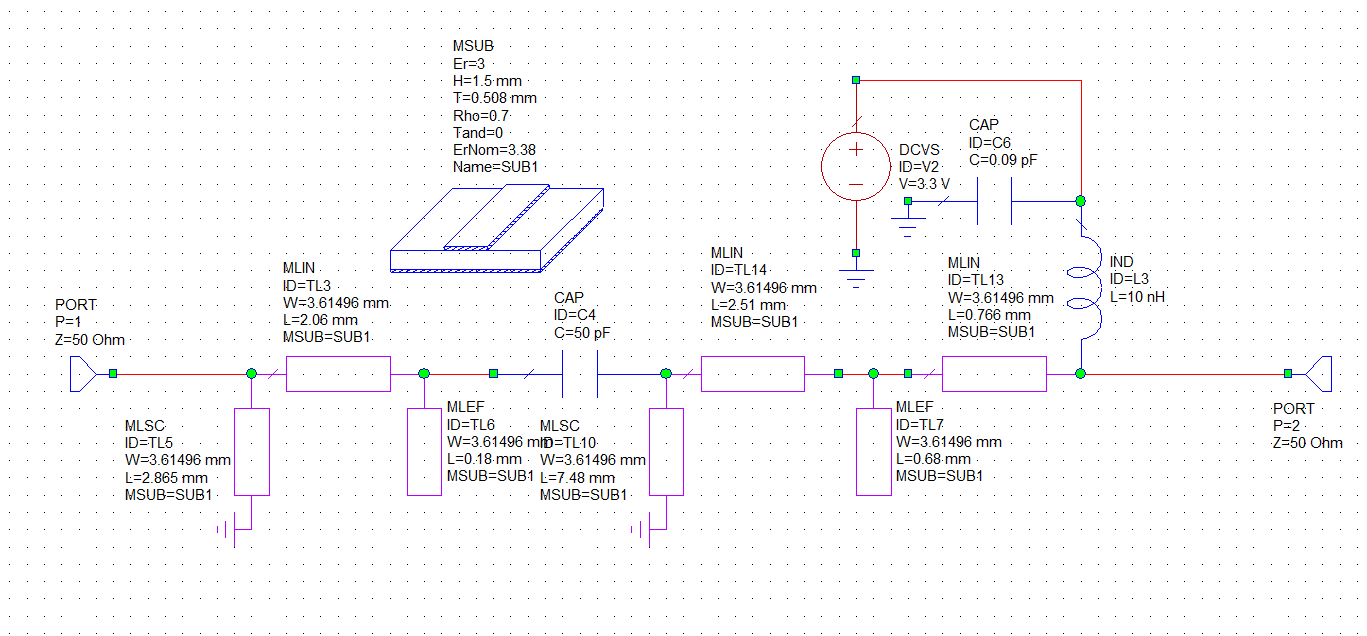 MSUB
Er=3
H=1.5 mm
T=0.508 mm
Rho=0.7
Tand=0
ErNom=3.38
Name=SUB1
CAP
ID=C6
C=0.09 pF
DCVS
ID=V2
V=3.3 V
MLIN
ID=TL3
W=3.61496 mm
L=2.06 mm
MSUB=SUB1
MLIN
ID=TL14
W=3.61496 mm
L=2.51 mm
MSUB=SUB1
MLIN
ID=TL13
W=3.61496 mm
L=0.766 mm
MSUB=SUB1
IND
ID=L3
L=10 nH
PORT
P=1
Z=50 Ohm
CAP
ID=C4
C=50 pF
MLSC
ID=TL5
W=3.61496 mm
L=2.865 mm
MSUB=SUB1
MLEF
ID=TL6
W=3.61496 mm
L=0.18 mm
MSUB=SUB1
MLSC
ID=TL10
W=3.61496 mm
L=7.48 mm
MSUB=SUB1
MLEF
ID=TL7
W=3.61496 mm
L=0.68 mm
MSUB=SUB1
PORT
P=2
Z=50 Ohm
+